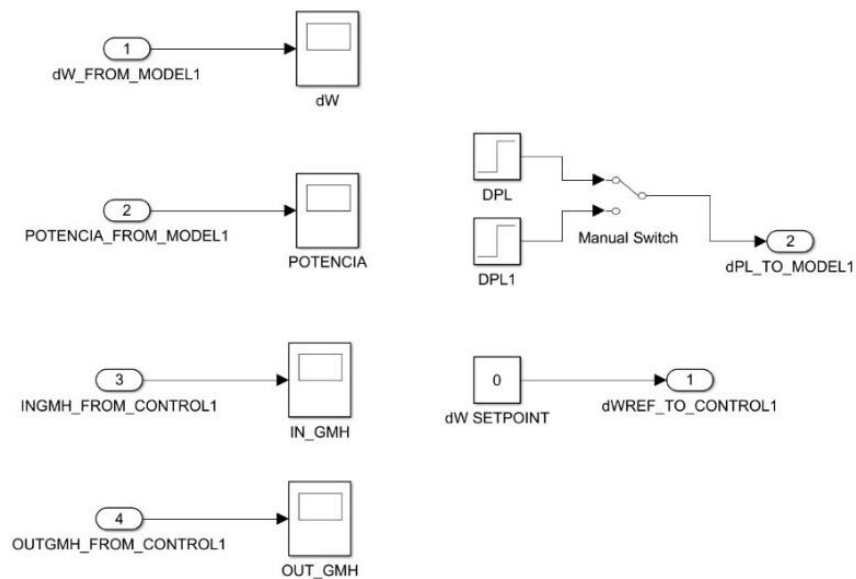 1
dW_FROM_MODEL1
dW
2
POTENCIA_FROM_MODEL1
POTENCIA
3
INGMH_FROM_CONTROL1
IN_GMH
4
OUTGMH_FROM_CONTROL1
OUT_GMH
DPL
DPL1
Manual Switch
2
dPL_TO_MODEL1
0
dW SETPOINT
1
dWREF_TO_CONTROL1